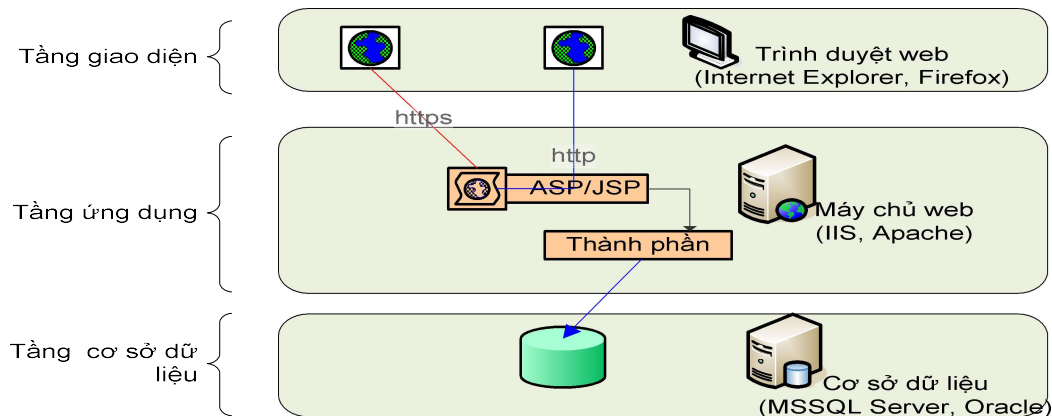 Tầng giao diện
Trình duyệt web
(Internet Explorer, Firefox)
https
http
ASP/JSP
Tầng ứng dụng
Máy chủ web
(IIS, Apache)
Thành phần
Tầng cơ sở dữ
liệu
Cơ sở dữ liệu
(MSSQL Server, Oracle)